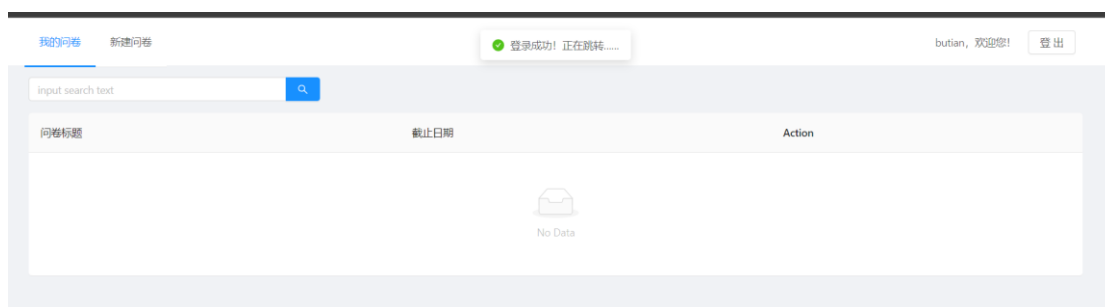 我的问卷 新建问卷 登录成功！正在跳转...... butian，欢迎您! 登 出
input search text
问卷标题 截止日期 Action
No Data